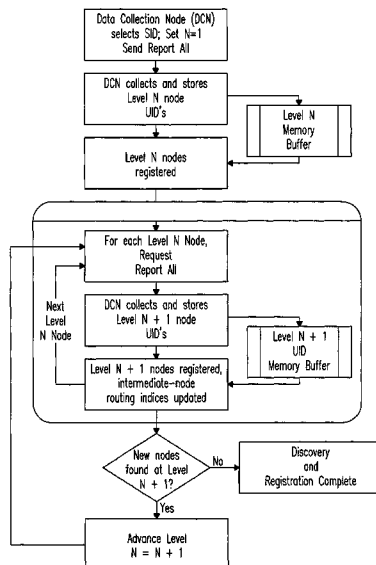 Data Collection Node (DCN)
selects SID; Set N=1
Send Report All
DCN collects and stores
Level N node
UID's
Level N
Memory
Buffer
Level N nodes
registered
For each Level N Node,
Request
Report All
Next
Level
N Node
DCN collects and stores
Level N + 1 node
UID's
Level N + 1
UID
Memory Buffer
Level N + 1 nodes registered,
intermediate-node
routing indices updated
New nodes
found at Level
N + 1?
No
Discovery
and
Registration Complete
Yes
Advance Level
N = N + 1